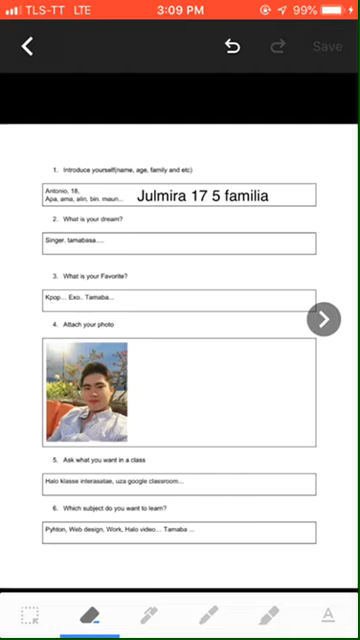 TLS-TT LTE 3:09 PM 99%
Save
1. Introduce yourself(name, age, family and etc)
Antonio, 18,
Apa, ama, alin, bin, maun... Julmira 17 5 familia
2. What is your dream?
Singer, tamabasa....
3. What is your Favorite?
Kpop... Exo.. Tamaba...
4. Attach your photo
5. Ask what you want in a class
Halo klasse interasatae, uza google classroom...
6. Which subject do you want to learn?
Pyhton, Web design, Work, Halo video... Tamaba ...
A